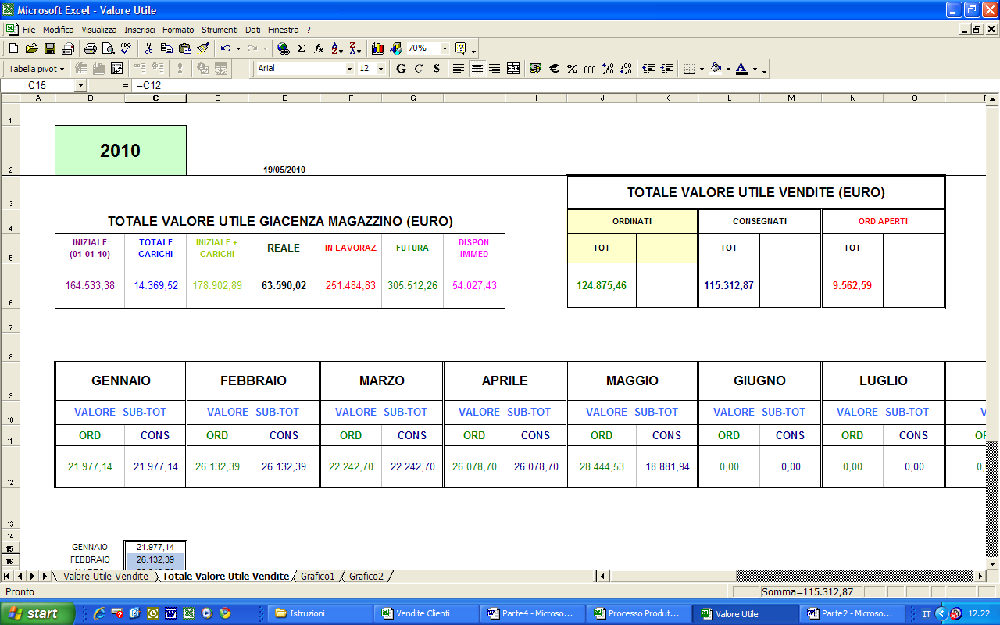 Microsoft Excel - Valore Utile
File Modifica Visualizza Inserisci Formato Strumenti Dati Finestra ?
70%
Tabella pivot Arial 12 G C S € % 000
C15 = =C12
A B C D E F G H I J K L M N O
1
2010
2 19/05/2010
3 TOTALE VALORE UTILE VENDITE (EURO)
4 TOTALE VALORE UTILE GIACENZA MAGAZZINO (EURO) ORDINATI CONSEGNATI ORD APERTI
INIZIALE TOTALE INIZIALE + REALE IN LAVORAZ FUTURA DISPON TOT TOT TOT
5 (01-01-10) CARICHI CARICHI IMMED
6 164.533,38 14.369,52 178.902,89 63.590,02 251.484,83 305.512,26 54.027,43 124.875,46 115.312,87 9.562,59
7
8
9 GENNAIO FEBBRAIO MARZO APRILE MAGGIO GIUGNO LUGLIO
10 VALORE SUB-TOT VALORE SUB-TOT VALORE SUB-TOT VALORE SUB-TOT VALORE SUB-TOT VALORE SUB-TOT VALORE SUB-TOT
11 ORD CONS ORD CONS ORD CONS ORD CONS ORD CONS ORD CONS ORD CONS
12 21.977,14 21.977,14 26.132,39 26.132,39 22.242,70 22.242,70 26.078,70 26.078,70 28.444,53 18.881,94 0,00 0,00 0,00 0,00
13
14
15 GENNAIO 21.977,14
16 FEBBRAIO 26.132,39
Valore Utile Vendite Totale Valore Utile Vendite Grafico1 Grafico2
Pronto Somma=115.312,87
start Istruzioni Vendite Clienti Parte4 - Microso... Processo Produt... Valore Utile Parte2 - Microso... IT 12.22